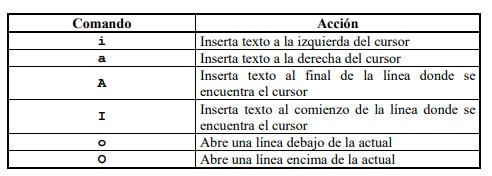 Comando Acción
i Inserta texto a la izquierda del cursor
a Inserta texto a la derecha del cursor
A Inserta texto al final de la línea donde se
encuentra el cursor
I Inserta texto al comienzo de la línea donde se
encuentra el cursor
o Abre una línea debajo de la actual
O Abre una línea encima de la actual